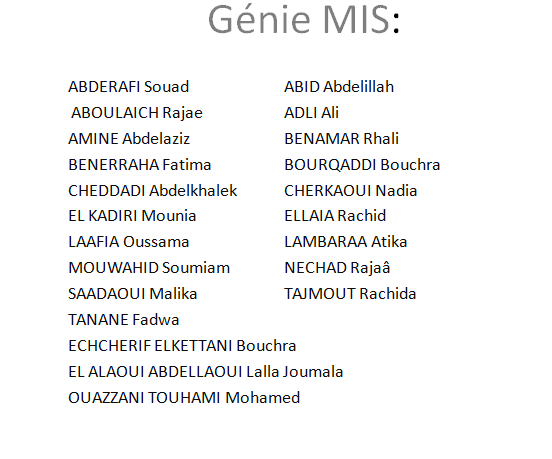 Génie MIS:
ABDERAFI Souad ABID Abdelillah
ABOULAICH Rajae ADLI Ali
AMINE Abdelaziz BENAMAR Rhali
BENERRAHA Fatima BOURQADDI Bouchra
CHEDDADI Abdelkhalek CHERKAOUI Nadia
EL KADIRI Mounia ELLAIA Rachid
LAAFIA Oussama LAMBARAA Atika
MOUWAHID Soumiam NECHAD Rajaâ
SAADAOUI Malika TAJMOUT Rachida
TANANE Fadwa
ECHCHERIF ELKETTANI Bouchra
EL ALAOUI ABDELLAOUI Lalla Joumala
OUAZZANI TOUHAMI Mohamed